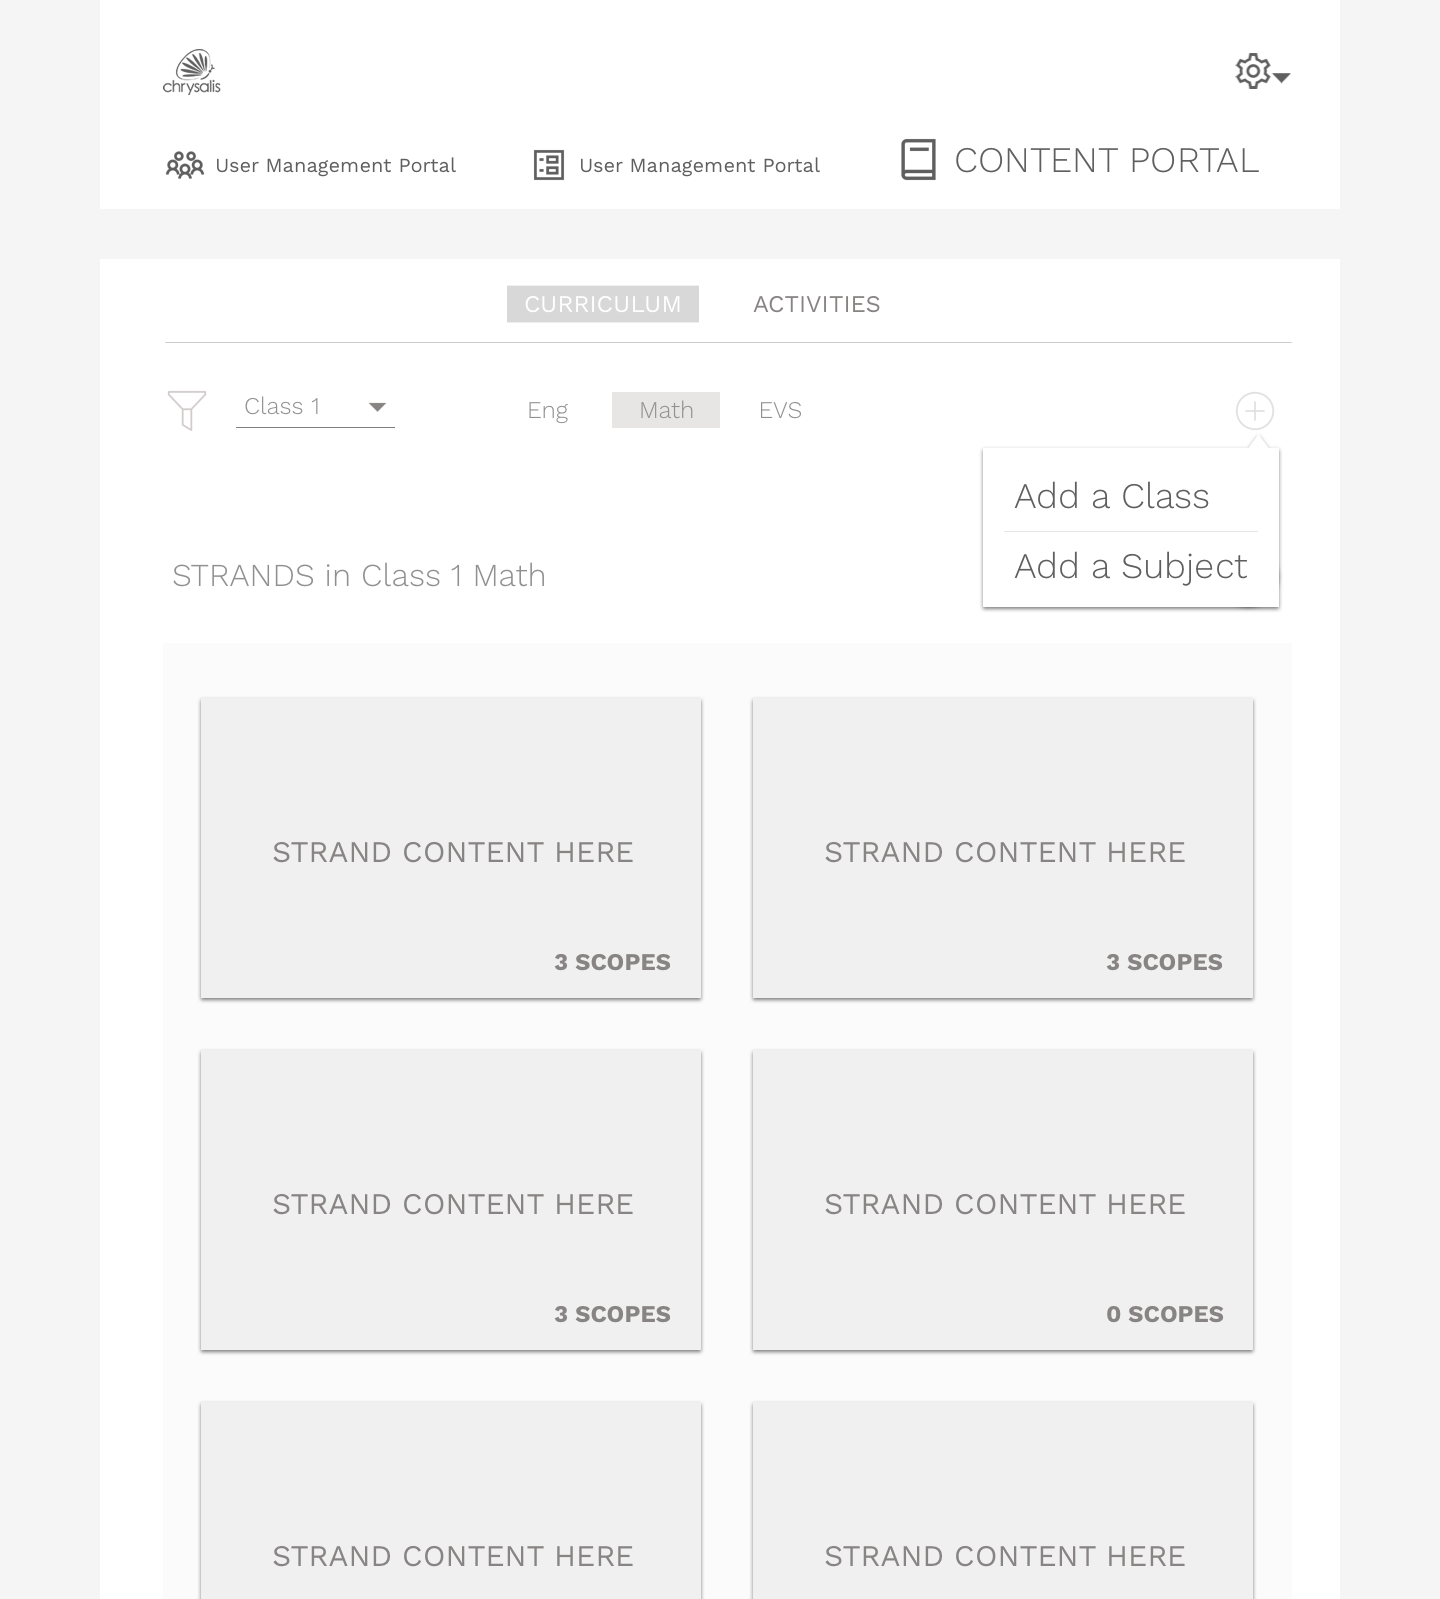 chrysalis
User Management Portal
User Management Portal
CONTENT PORTAL
CURRICULUM
ACTIVITIES
Class 1
Eng
Math
EVS
Add a Class
Add a Subject
STRANDS in Class 1 Math
STRAND CONTENT HERE
3 SCOPES
STRAND CONTENT HERE
3 SCOPES
STRAND CONTENT HERE
3 SCOPES
STRAND CONTENT HERE
0 SCOPES
STRAND CONTENT HERE
STRAND CONTENT HERE